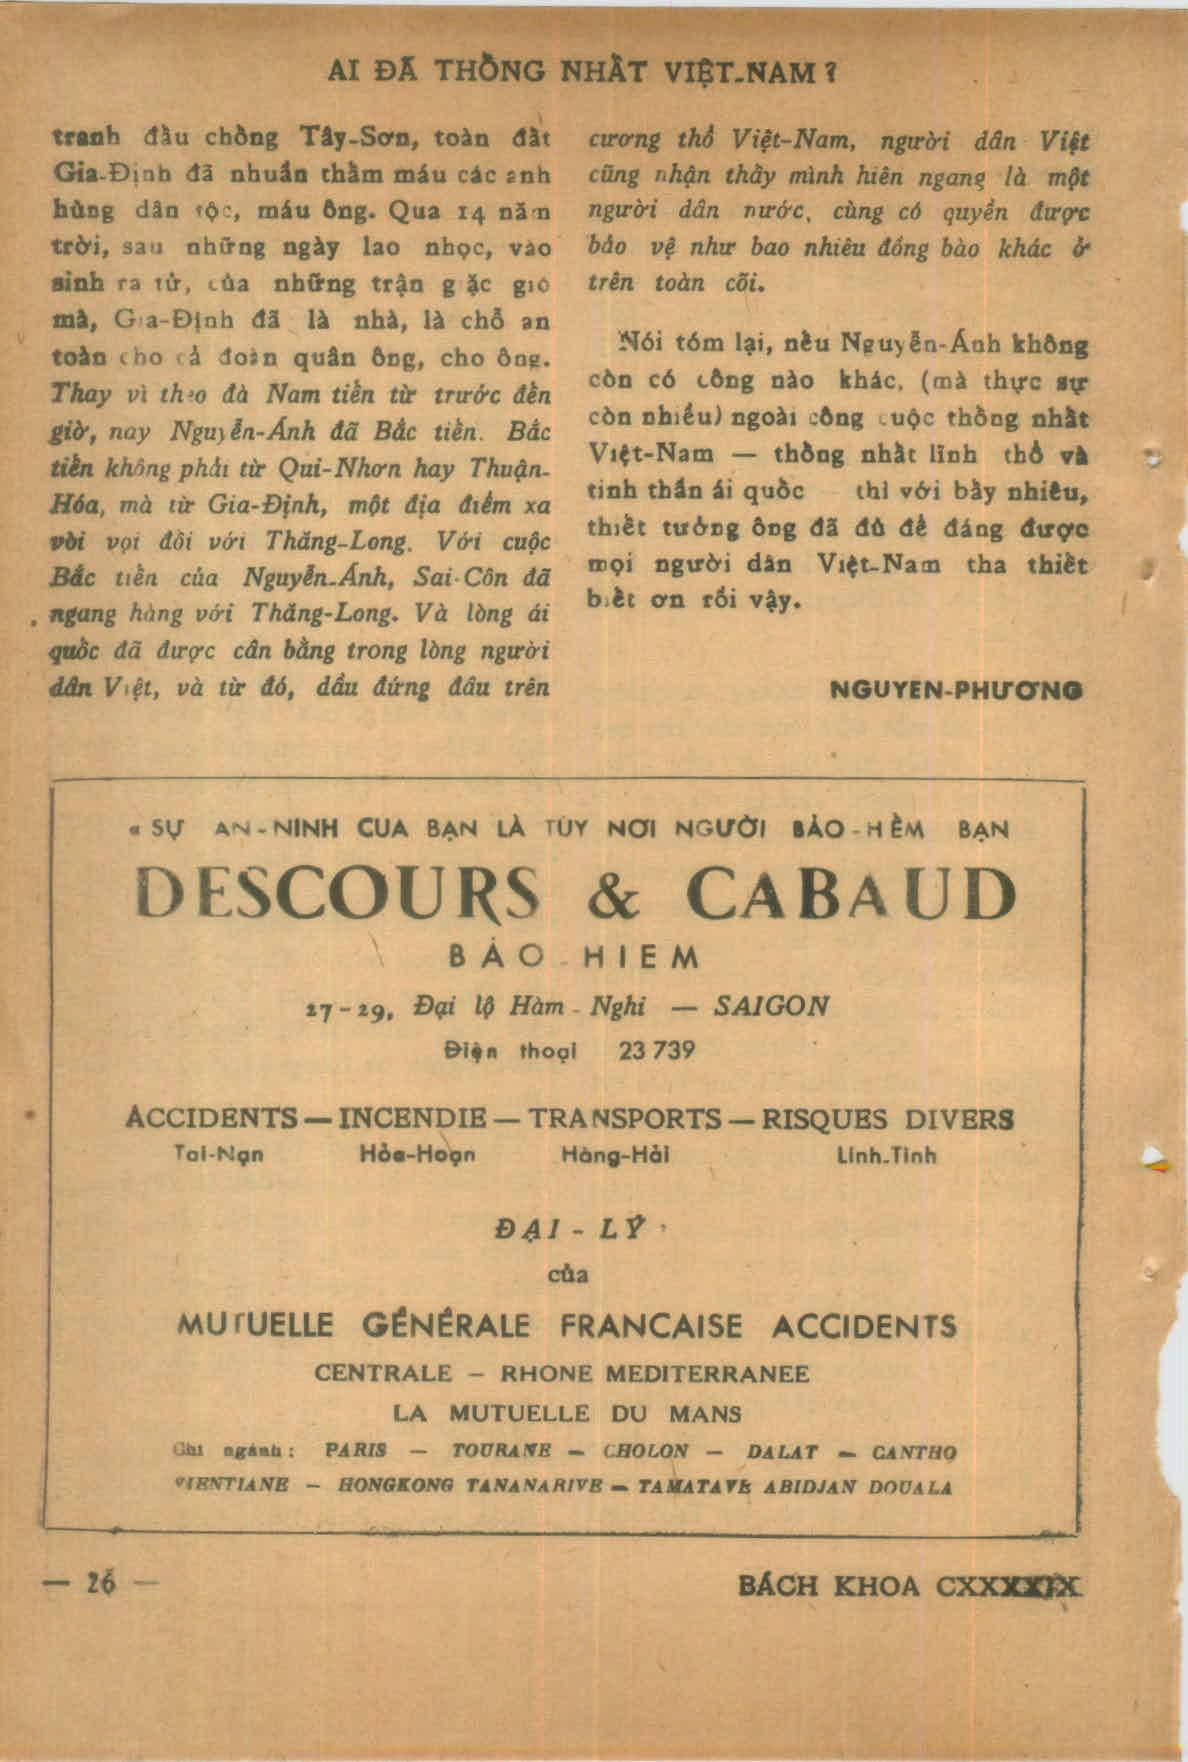 AI ĐÃ THỐNG NHẤT VIỆT-NAM ?
tranh đấu chống Tây-Sơn, toàn đất
Gia-Định đã nhuần thấm máu các anh
hùng dân tộc, máu ông. Qua 14 năm
trời, sau những ngày lao nhọc, vào
sinh ra tử, của những trận giặc gió
mà, Gia-Định đã là nhà, là chỗ an
toàn cho cả đoàn quân ông, cho ông.
Thay vì theo đà Nam tiến từ trước đến
giờ, nay Nguyễn-Ánh đã Bắc tiến. Bắc
tiến không phải từ Qui-Nhơn hay Thuận-
Hóa, mà từ Gia-Định, một địa điểm xa
vòi vọi đối với Thăng-Long. Với cuộc
Bắc tiến của Nguyễn-Ánh, Sai-Côn đã
ngang hàng với Thăng-Long. Và lòng ái
quốc đã được cân bằng trong lòng người
dân Việt, và từ đó, dầu đứng đâu trên
cương thổ Việt-Nam, người dân Việt
cũng nhận thấy mình hiên ngang là một
người dân nước, cùng có quyền được
bảo vệ như bao nhiêu đồng bào khác ở
trên toàn cõi.
Nói tóm lại, nếu Nguyễn-Ánh không
còn có công nào khác, (mà thực sự
còn nhiều) ngoài công cuộc thống nhất
Việt-Nam — thống nhất lĩnh thổ và
tinh thần ái quốc thì với bấy nhiêu,
thiết tưởng ông đã đủ để đáng được
mọi người dân Việt-Nam tha thiết
biết ơn rồi vậy.
NGUYEN-PHƯƠNG
« SỰ AN-NINH CUA BẠN LÀ TÙY NƠI NGƯỜI BẢO-HỂM BẠN
DESCOURS & CABAUD
BẢO-HIEM
27-29, Đại lộ Hàm-Nghi — SAIGON
Điện thoại 23 739
ACCIDENTS — INCENDIE — TRANSPORTS — RISQUES DIVERS
Tai-Nạn Hỏa-Hoạn Hàng-Hải Linh-Tinh
ĐẠI-LÝ
của
MUTUELLE GÉNÉRALE FRANCAISE ACCIDENTS
CENTRALE — RHONE MEDITERRANEE
LA MUTUELLE DU MANS
Chi ngánh : PARIS — TOURANE — CHOLON — DALAT — CANTHO
VIENTIANE — HONGKONG TANANARIVE — TAMATAVE ABIDJAN DOUALA
— 26 —
BÁCH KHOA CXXXXIX